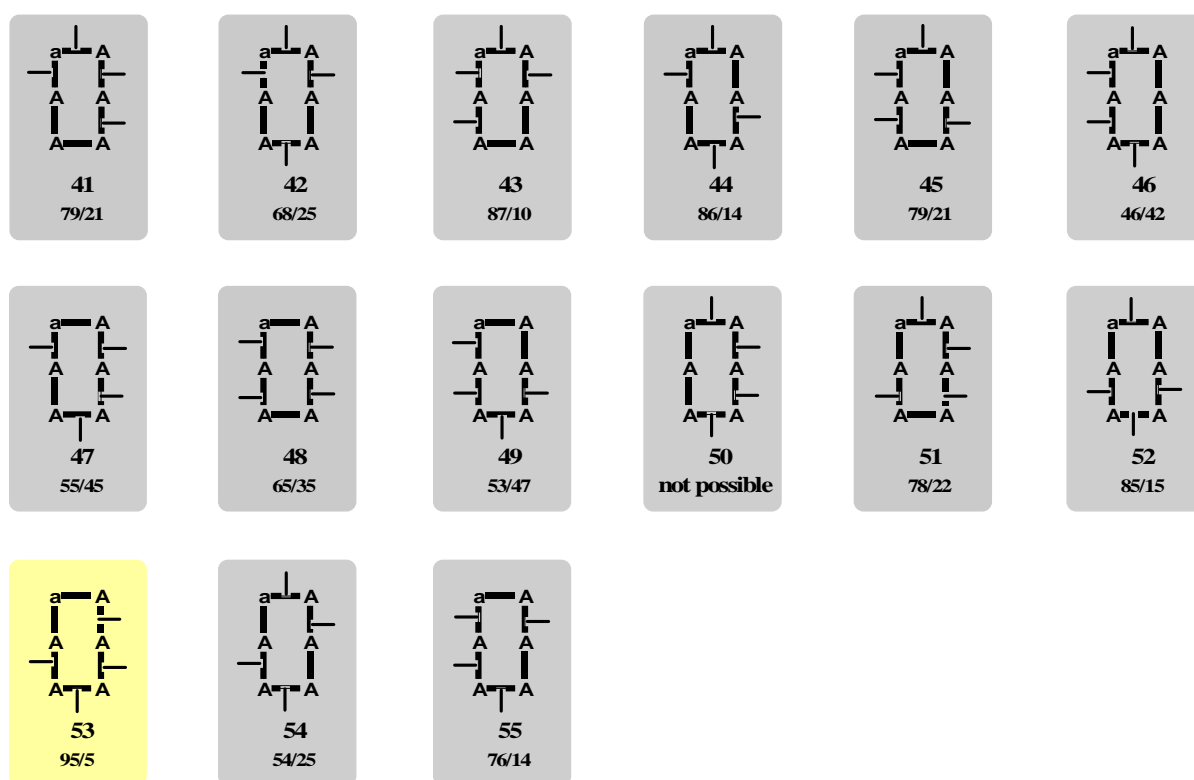 a A a A a A a A a A a A
A A A A A A A A A A A A
A A A A A A A A A A A A
41 42 43 44 45 46
79/21 68/25 87/10 86/14 79/21 46/42
a A a A a A a A a A a A
A A A A A A A A A A A A
A A A A A A A A A A A A
47 48 49 50 51 52
55/45 65/35 53/47 not possible 78/22 85/15
a A a A a A
A A A A A A
A A A A A A
53 54 55
95/5 54/25 76/14